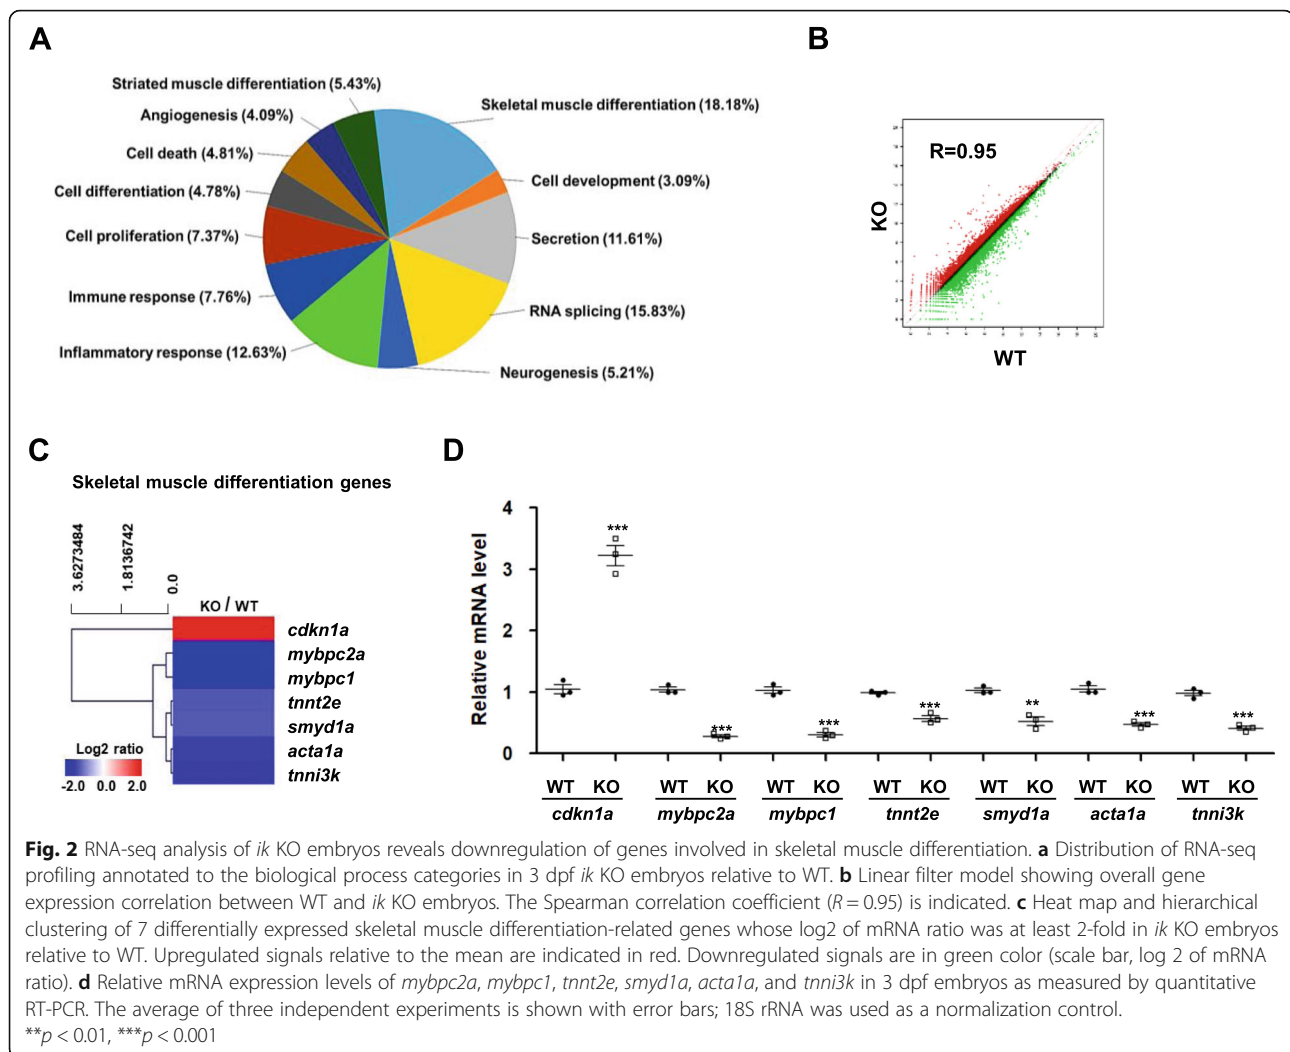 A
Striated muscle differentiation (5.43%)
Angiogenesis (4.09%)
Cell death (4.81%)
Cell differentiation (4.78%)
Cell proliferation (7.37%)
Immune response (7.76%)
Inflammatory response (12.63%)
Skeletal muscle differentiation (18.18%)
Cell development (3.09%)
Secretion (11.61%)
RNA splicing (15.83%)
Neurogenesis (5.21%)
B
R=0.95
KO
WT
C
Skeletal muscle differentiation genes
3.6273484
1.8136742
0.0
KO / WT
cdkn1a
mybpc2a
mybpc1
tnnt2e
smyd1a
acta1a
tnni3k
Log2 ratio
-2.0 0.0 2.0
D
Relative mRNA level
4
3
2
1
0
***
***
***
***
**
***
***
WT KO WT KO WT KO WT KO WT KO WT KO WT KO
cdkn1a mybpc2a mybpc1 tnnt2e smyd1a acta1a tnni3k
Fig. 2 RNA-seq analysis of ik KO embryos reveals downregulation of genes involved in skeletal muscle differentiation. a Distribution of RNA-seq
profiling annotated to the biological process categories in 3 dpf ik KO embryos relative to WT. b Linear filter model showing overall gene
expression correlation between WT and ik KO embryos. The Spearman correlation coefficient (R = 0.95) is indicated. c Heat map and hierarchical
clustering of 7 differentially expressed skeletal muscle differentiation-related genes whose log2 of mRNA ratio was at least 2-fold in ik KO embryos
relative to WT. Upregulated signals relative to the mean are indicated in red. Downregulated signals are in green color (scale bar, log 2 of mRNA
ratio). d Relative mRNA expression levels of mybpc2a, mybpc1, tnnt2e, smyd1a, acta1a, and tnni3k in 3 dpf embryos as measured by quantitative
RT-PCR. The average of three independent experiments is shown with error bars; 18S rRNA was used as a normalization control.
**p < 0.01, ***p < 0.001